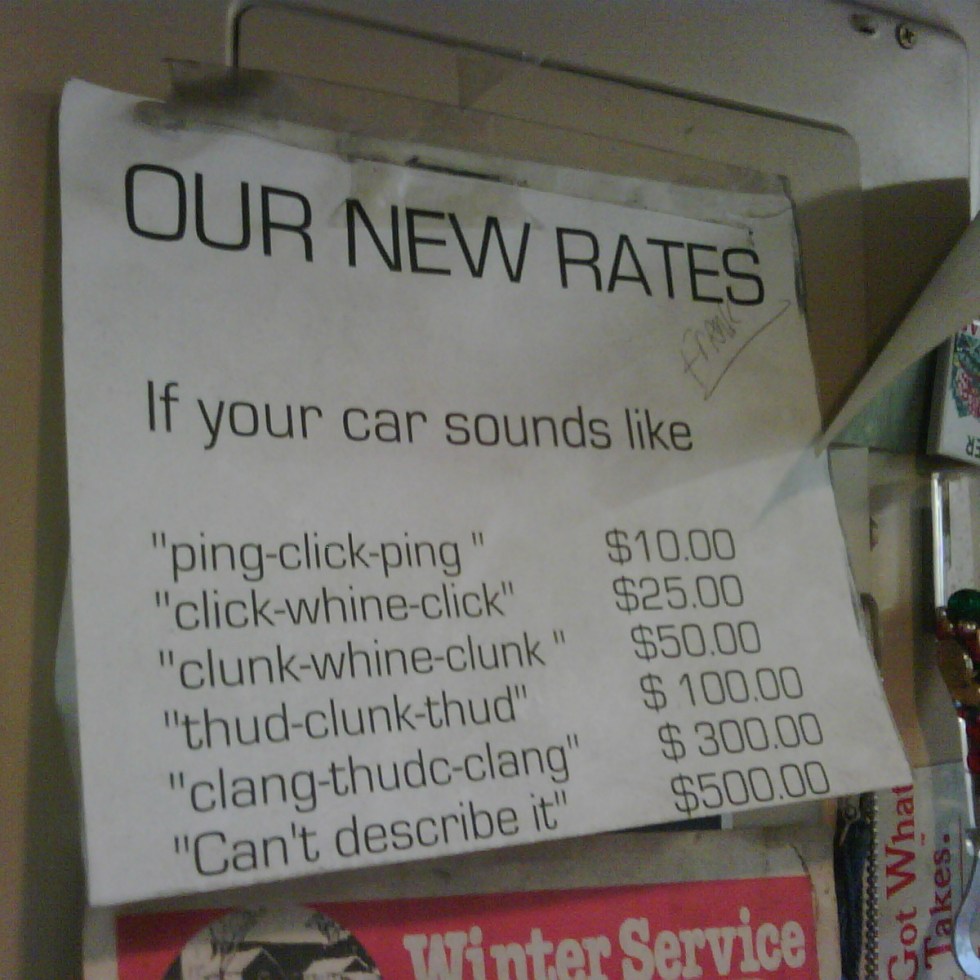 OUR NEW RATES
FRANK
If your car sounds like
"ping-click-ping " $10.00
"click-whine-click" $25.00
"clunk-whine-clunk " $50.00
"thud-clunk-thud" $ 100.00
"clang-thudc-clang" $ 300.00
"Can't describe it" $500.00
Winter Service
Got What
Takes.